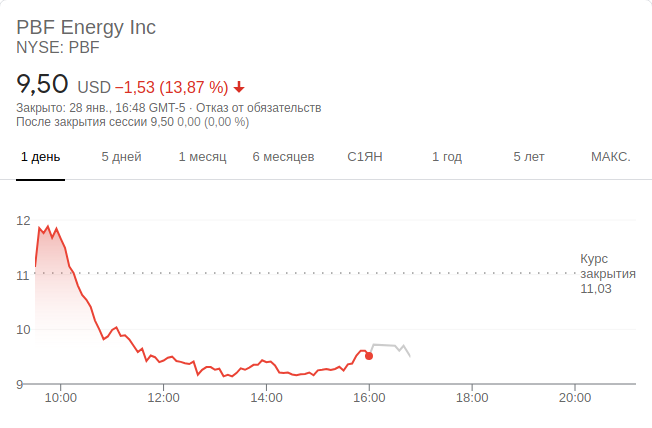 PBF Energy Inc
NYSE: PBF
9,50 USD −1,53 (13,87 %)
Закрыто: 28 янв., 16:48 GMT-5 · Отказ от обязательств
После закрытия сессии 9,50 0,00 (0,00 %)
1 день 5 дней 1 месяц 6 месяцев С1ЯН 1 год 5 лет МАКС.
12
11
10
9
Курс
закрытия
11,03
10:00 12:00 14:00 16:00 18:00 20:00